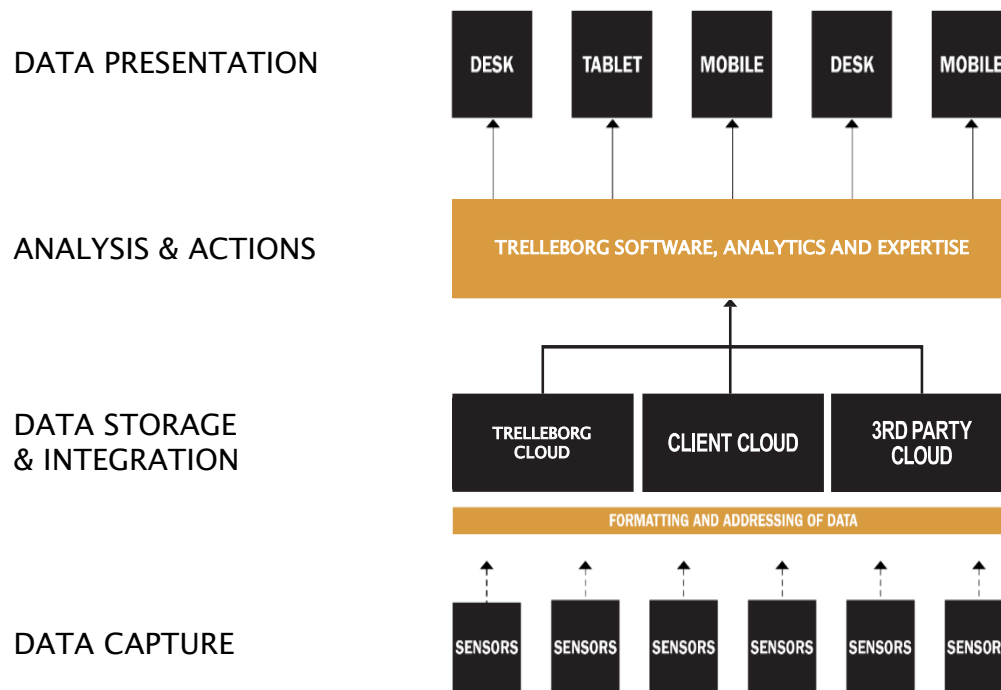 DATA PRESENTATION
DESK
TABLET
MOBILE
DESK
MOBILE
ANALYSIS & ACTIONS
TRELLEBORG SOFTWARE, ANALYTICS AND EXPERTISE
DATA STORAGE
& INTEGRATION
TRELLEBORG
CLOUD
CLIENT CLOUD
3RD PARTY
CLOUD
FORMATTING AND ADDRESSING OF DATA
DATA CAPTURE
SENSORS
SENSORS
SENSORS
SENSORS
SENSORS
SENSOR